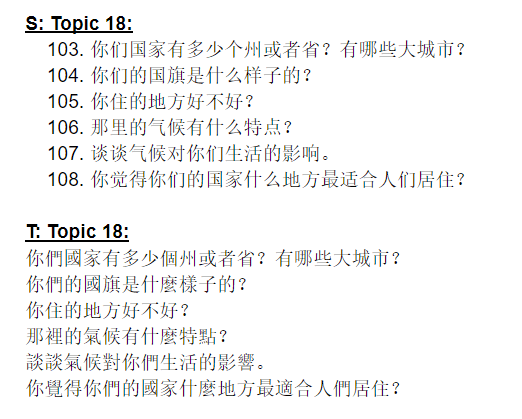 S: Topic 18:
103. 你们国家有多少个州或者省？有哪些大城市？
104. 你们的国旗是什么样子的？
105. 你住的地方好不好？
106. 那里的气候有什么特点？
107. 谈谈气候对你们生活的影响。
108. 你觉得你们的国家什么地方最适合人们居住？
T: Topic 18:
你們國家有多少個州或者省？有哪些大城市？
你們的國旗是什麼樣子的？
你住的地方好不好？
那裡的氣候有什麼特點？
談談氣候對你們生活的影響。
你覺得你們的國家什麼地方最適合人們居住？